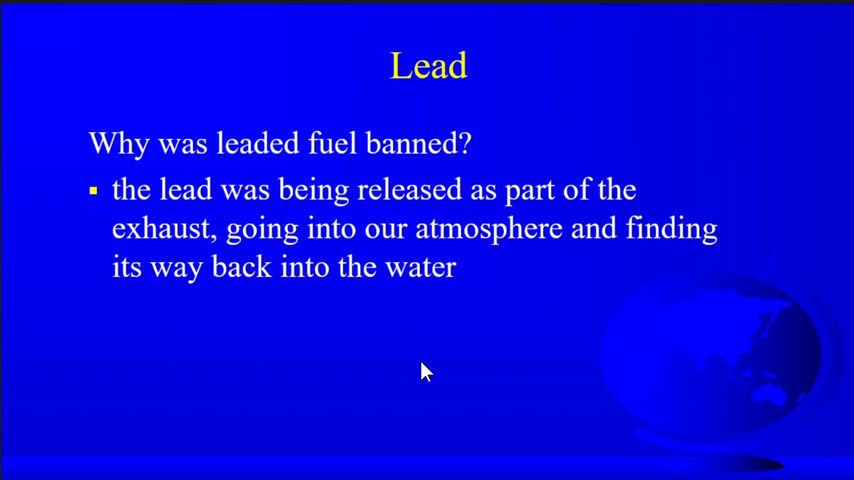 Lead
Why was leaded fuel banned?
▪ the lead was being released as part of the
exhaust, going into our atmosphere and finding
its way back into the water